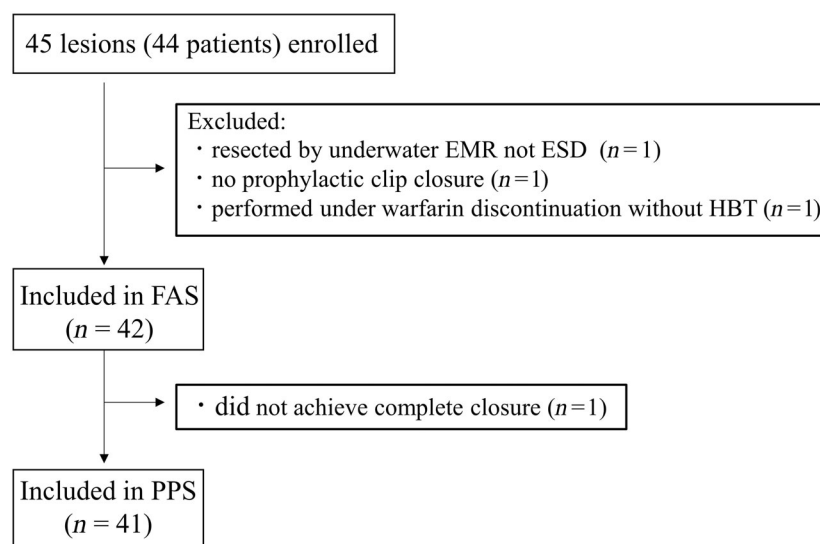 45 lesions (44 patients) enrolled
Excluded:
・resected by underwater EMR not ESD (n=1)
・no prophylactic clip closure (n=1)
・performed under warfarin discontinuation without HBT (n=1)
Included in FAS
(n = 42)
・did not achieve complete closure (n=1)
Included in PPS
(n = 41)